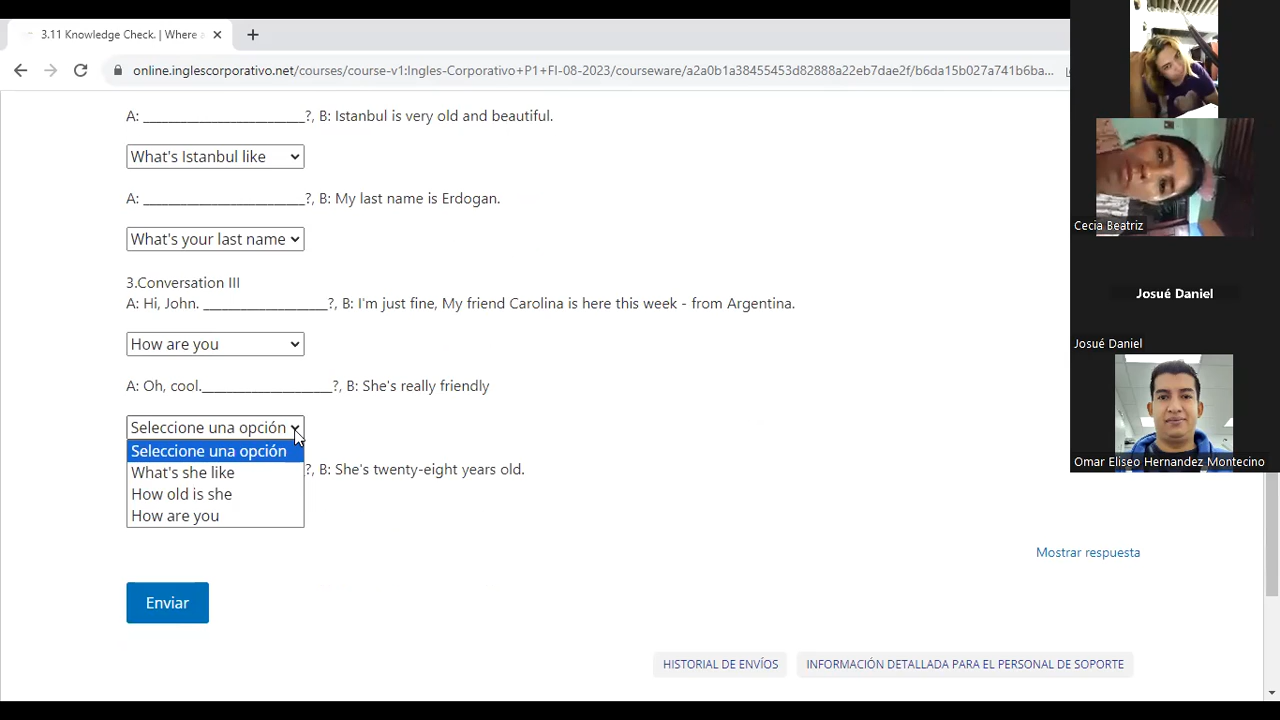 3.11 Knowledge Check. | Where a
online.inglescorporativo.net/courses/course-v1:Ingles-Corporativo+P1+FI-08-2023/courseware/a2a0b1a38453453d82888a22eb7dae2f/b
A: __________________________?, B: Istanbul is very old and beautiful.
What's Istanbul like
A: __________________________?, B: My last name is Erdogan.
What's your last name
3.Conversation III
A: Hi, John. ____________________?, B: I'm just fine, My friend Carolina is here this week - from Argentina.
How are you
A: Oh, cool._____________________?, B: She's really friendly
Seleccione una opción
Seleccione una opción
What's she like
?, B: She's twenty-eight years old.
How old is she
How are you
Mostrar respuesta
Enviar
HISTORIAL DE ENVÍOS
INFORMACIÓN DETALLADA PARA EL PERSONAL DE SOPORTE
Cecia Beatriz
Josué Daniel
Josué Daniel
Omar Eliseo Hernandez Montecino